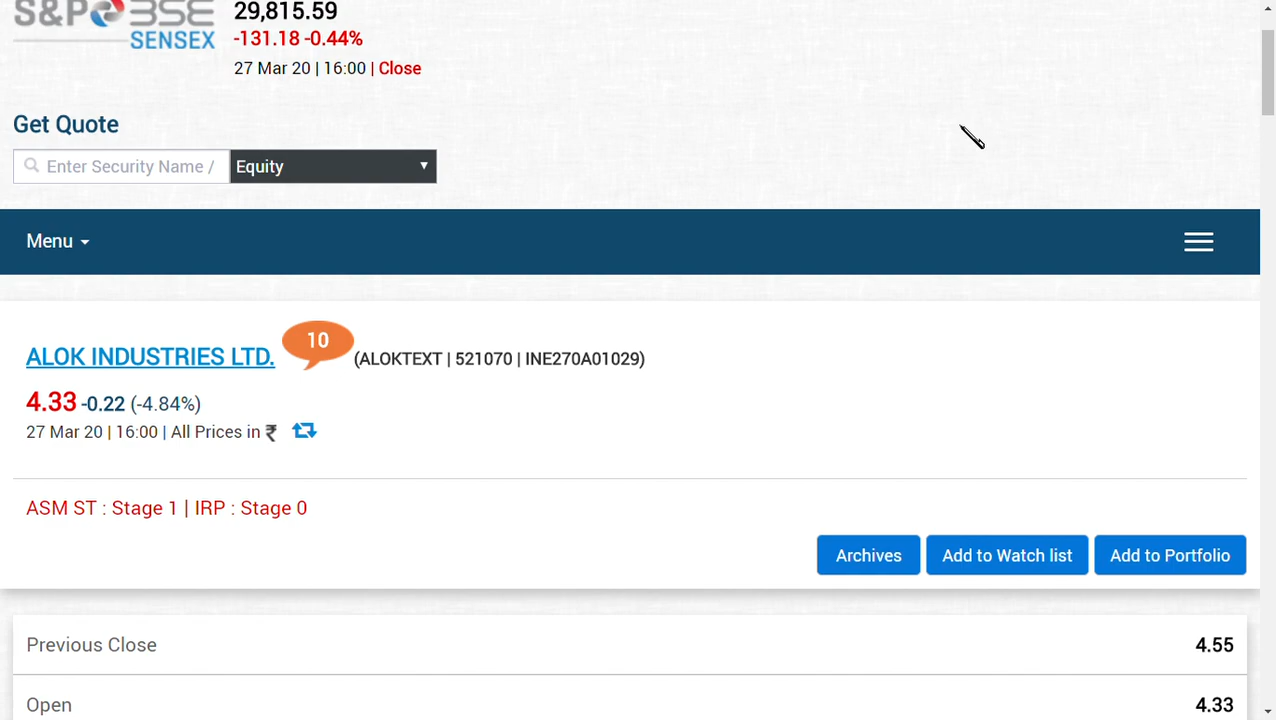 S&P BSE
SENSEX
29,815.59
-131.18 -0.44%
27 Mar 20 | 16:00 | Close
Get Quote
Enter Security Name /
Equity
Menu
ALOK INDUSTRIES LTD. 10 (ALOKTEXT | 521070 | INE270A01029)
4.33 -0.22 (-4.84%)
27 Mar 20 | 16:00 | All Prices in ₹
ASM ST : Stage 1 | IRP : Stage 0
Archives Add to Watch list Add to Portfolio
Previous Close 4.55
Open 4.33